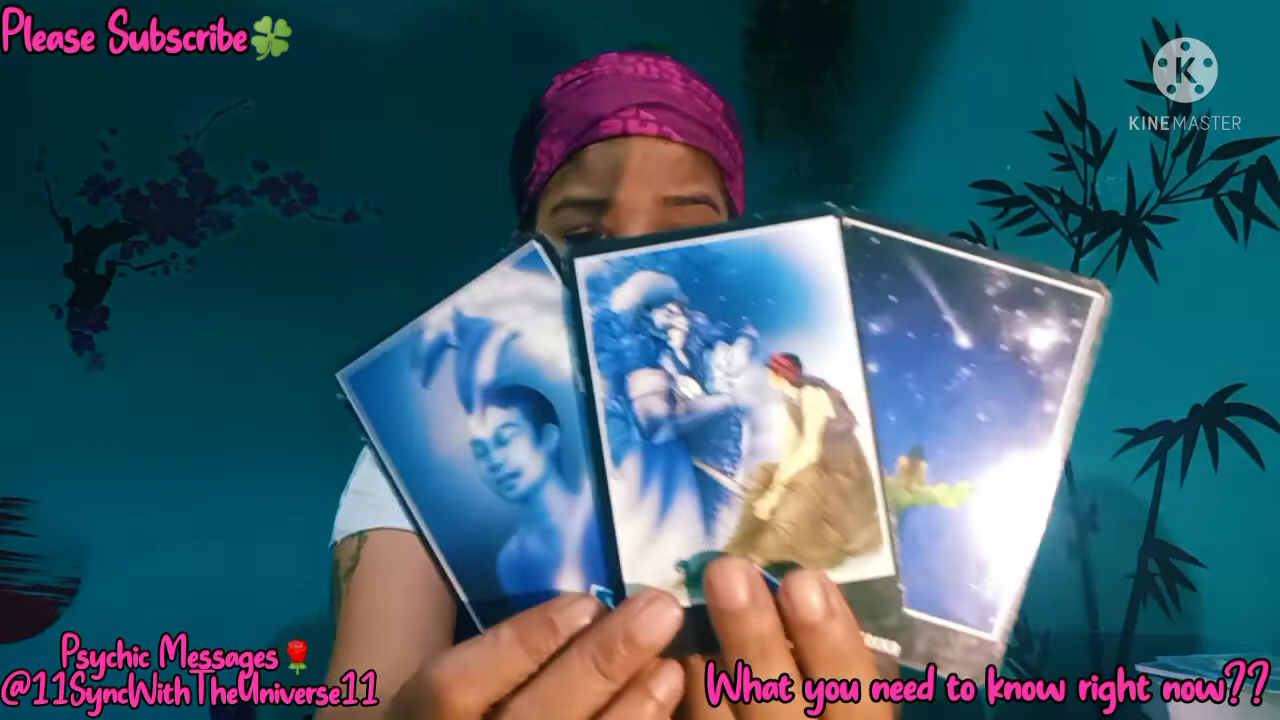 Please Subscribe🍀
KINEMASTER
Psychic Messages🌹
@11SyncWithTheUniverse11
What you need to know right now??